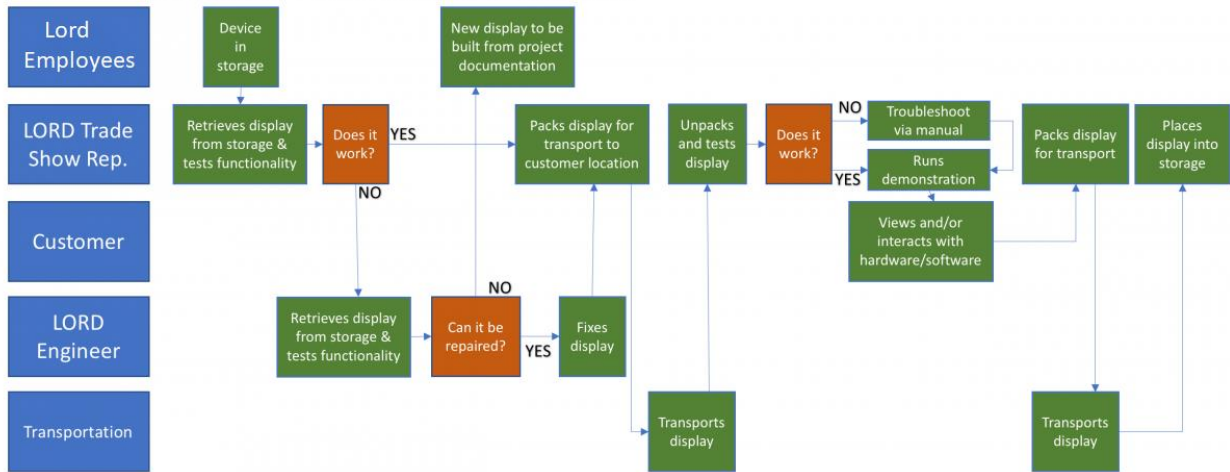 Lord
Employees
Device
in
storage
New display to be
built from project
documentation
LORD Trade
Show Rep.
Retrieves display
from storage &
tests functionality
Does it
work?
YES
NO
Packs display for
transport to
customer location
Unpacks
and tests
display
Does it
work?
NO
YES
Troubleshoot
via manual
Runs
demonstration
Packs display
for transport
Places
display into
storage
Customer
Views and/or
interacts with
hardware/software
LORD
Engineer
Retrieves display
from storage &
tests functionality
Can it be
repaired?
NO
YES
Fixes
display
Transportation
Transports
display
Transports
display